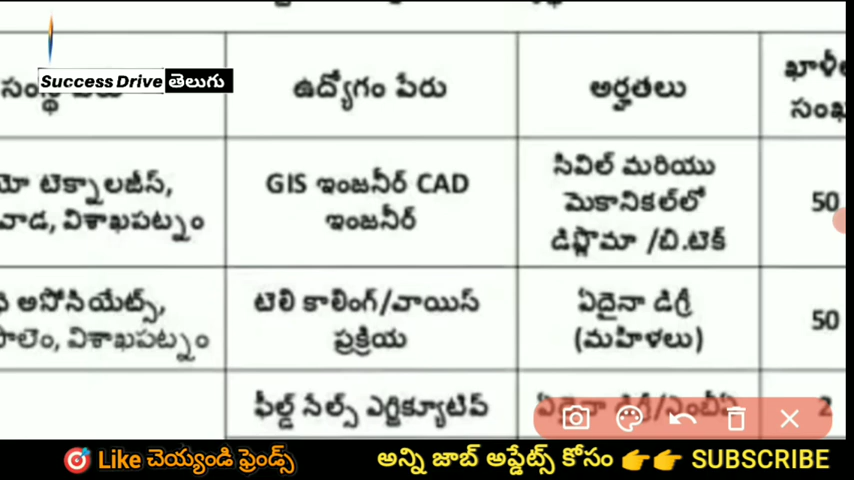 Success Drive తెలుగు
ఉద్యోగం పేరు
అర్హతలు
టెక్నాలజీస్,
విశాఖపట్నం
GIS ఇంజనీర్ CAD
ఇంజనీర్
సివిల్ మరియు
మెకానికల్‌లో
డిప్లొమా /బి.టెక్
50
అసోసియేట్స్,
విశాఖపట్నం
టెలి కాలింగ్/వాయిస్
ప్రక్రియ
ఏదైనా డిగ్రీ
(మహిళలు)
50
ఫీల్డ్ సేల్స్ ఎగ్జిక్యూటివ్
ఏదైనా డిగ్రీ/ఎంబీఏ
2
Like చెయ్యండి ఫ్రెండ్స్
అన్ని జాబ్ అప్డేట్స్ కోసం SUBSCRIBE